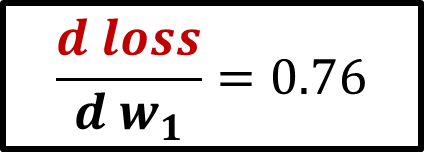 d loss
d w₁
= 0.76